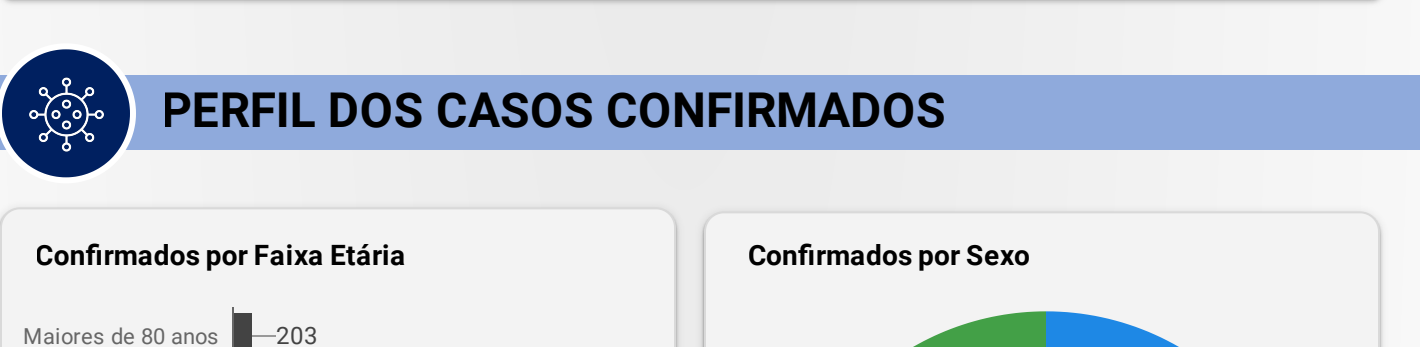 PERFIL DOS CASOS CONFIRMADOS
Confirmados por Faixa Etária
Maiores de 80 anos 203
Confirmados por Sexo